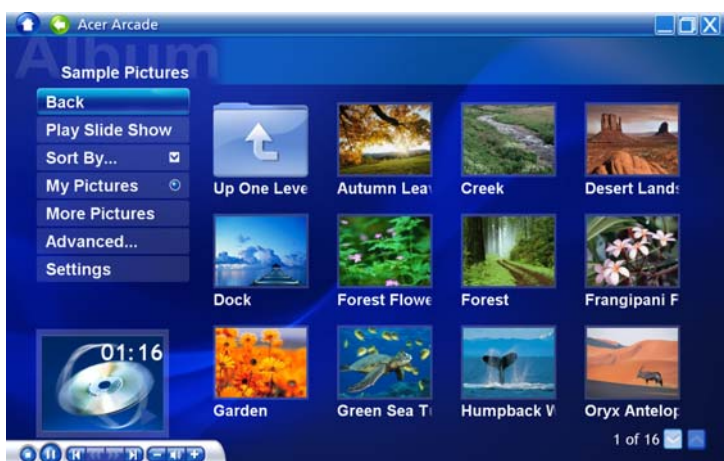 Acer Arcade
Album
Sample Pictures
Back
Play Slide Show
Sort By...
My Pictures
More Pictures
Advanced...
Settings
Up One Leve
Autumn Leav
Creek
Desert Lands
Dock
Forest Flowe
Forest
Frangipani F
Garden
Green Sea T
Humpback W
Oryx Antelop
01:16
1 of 16